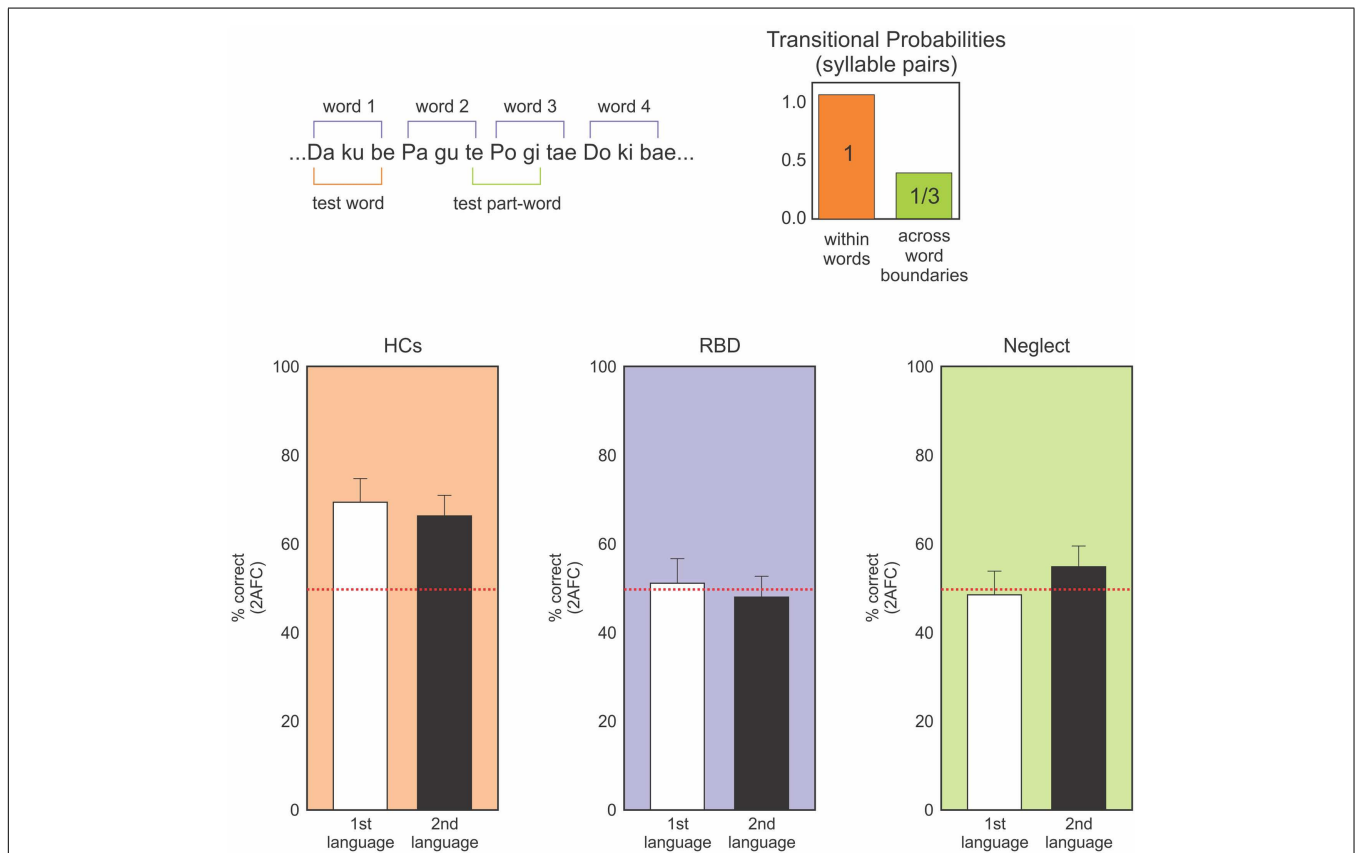 Transitional Probabilities
(syllable pairs)
word 1 word 2 word 3 word 4
...Da ku be Pa gu te Po gi tae Do ki bae...
test word test part-word
1.0
0.5
0.0
1
1/3
within
words
across
word
boundaries
HCs
100
80
60
40
20
0
% correct
(2AFC)
1st
language
2nd
language
RBD
100
80
60
40
20
0
% correct
(2AFC)
1st
language
2nd
language
Neglect
100
80
60
40
20
0
% correct
(2AFC)
1st
language
2nd
language